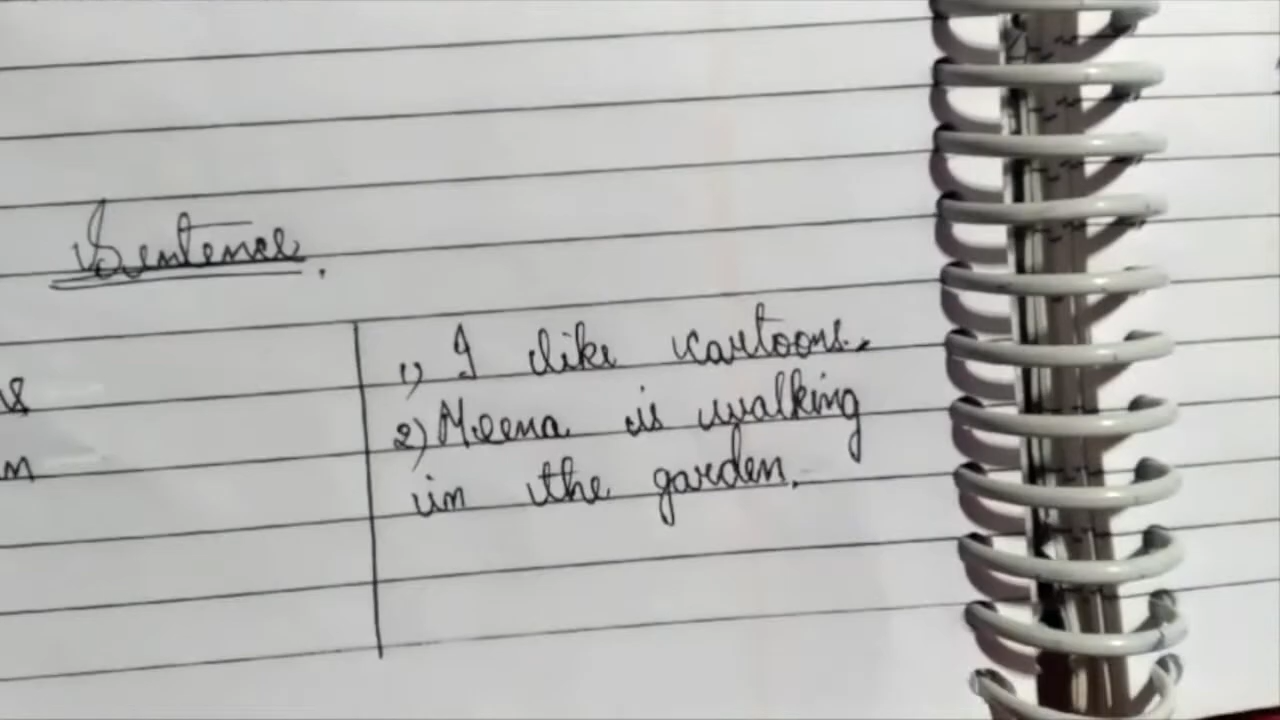 Sentence.
1) I like cartoons.
2) Meena is walking
in the garden.